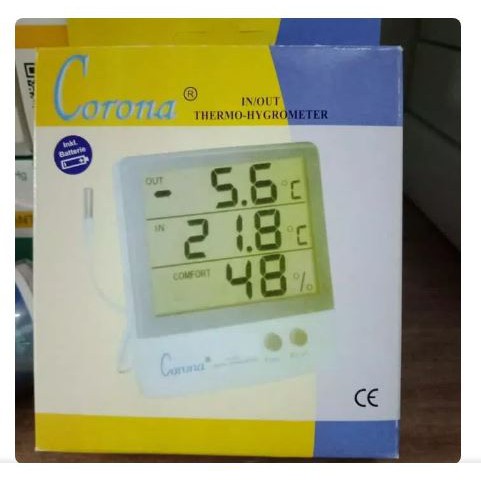 Corona ®
IN/OUT
THERMO-HYGROMETER
Inkl.
Batterie
OUT
- 5.6 °C
IN
21.8 °C
COMFORT
48 %
Corona
CE